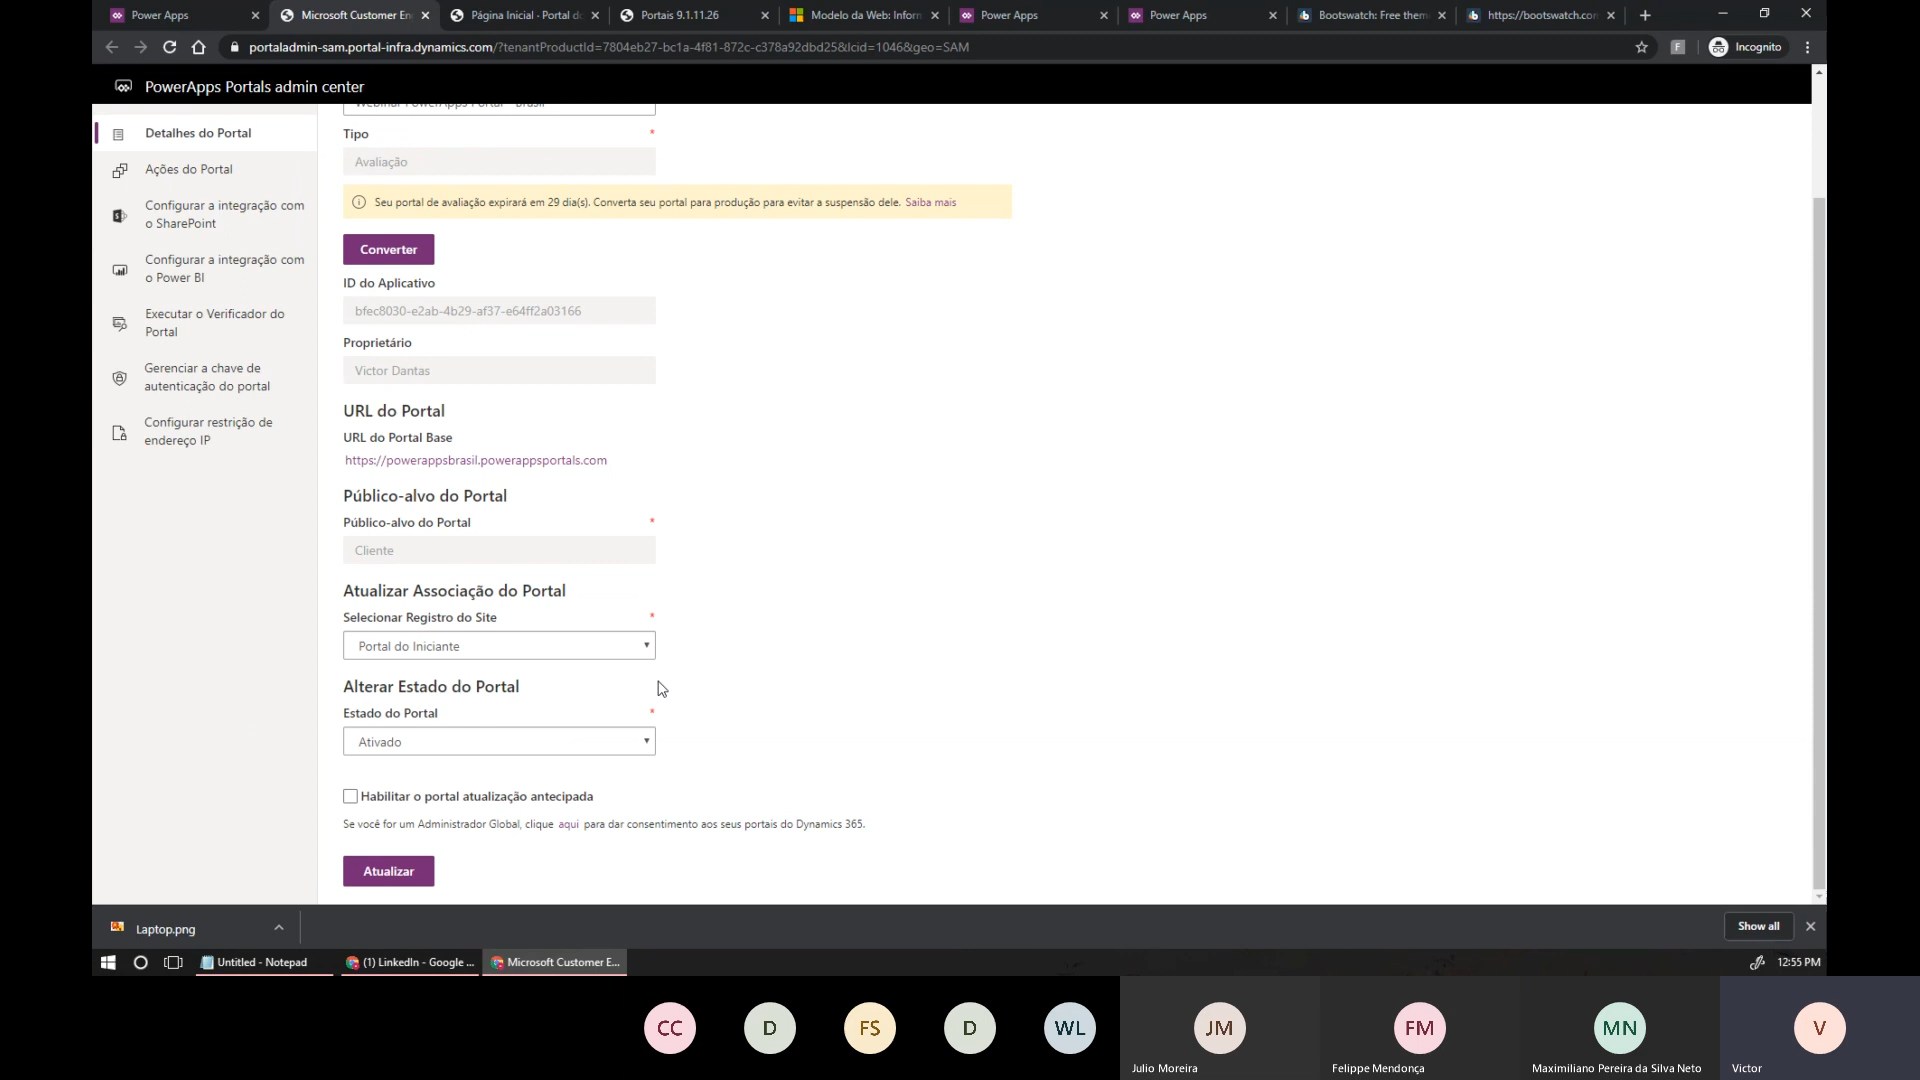 Power Apps
Microsoft Customer En
Página Inicial · Portal do
Portais 9.1.11.26
Modelo da Web: Inform
Power Apps
Power Apps
Bootswatch: Free them
https://bootswatch.con
portaladmin-sam.portal-infra.dynamics.com/?tenantProductId=7804eb27-bc1a-4f81-872c-c378a92dbd25&lcid=1046&geo=SAM
F
Incognito
PowerApps Portals admin center
Webinar PowerApps Portal - Brasil
Detalhes do Portal
Ações do Portal
Configurar a integração com
o SharePoint
Configurar a integração com
o Power BI
Executar o Verificador do
Portal
Gerenciar a chave de
autenticação do portal
Configurar restrição de
endereço IP
Tipo *
Avaliação
Seu portal de avaliação expirará em 29 dia(s). Converta seu portal para produção para evitar a suspensão dele. Saiba mais
Converter
ID do Aplicativo
bfec8030-e2ab-4b29-af37-e64ff2a03166
Proprietário
Victor Dantas
URL do Portal
URL do Portal Base
https://powerappsbrasil.powerappsportals.com
Público-alvo do Portal
Público-alvo do Portal *
Cliente
Atualizar Associação do Portal
Selecionar Registro do Site *
Portal do Iniciante
Alterar Estado do Portal
Estado do Portal *
Ativado
Habilitar o portal atualização antecipada
Se você for um Administrador Global, clique aqui para dar consentimento aos seus portais do Dynamics 365.
Atualizar
Laptop.png
Show all
Untitled - Notepad
(1) LinkedIn - Google ...
Microsoft Customer E...
12:55 PM
CC
D
FS
D
WL
JM
Julio Moreira
FM
Felippe Mendonça
MN
Maximiliano Pereira da Silva Neto
V
Victor